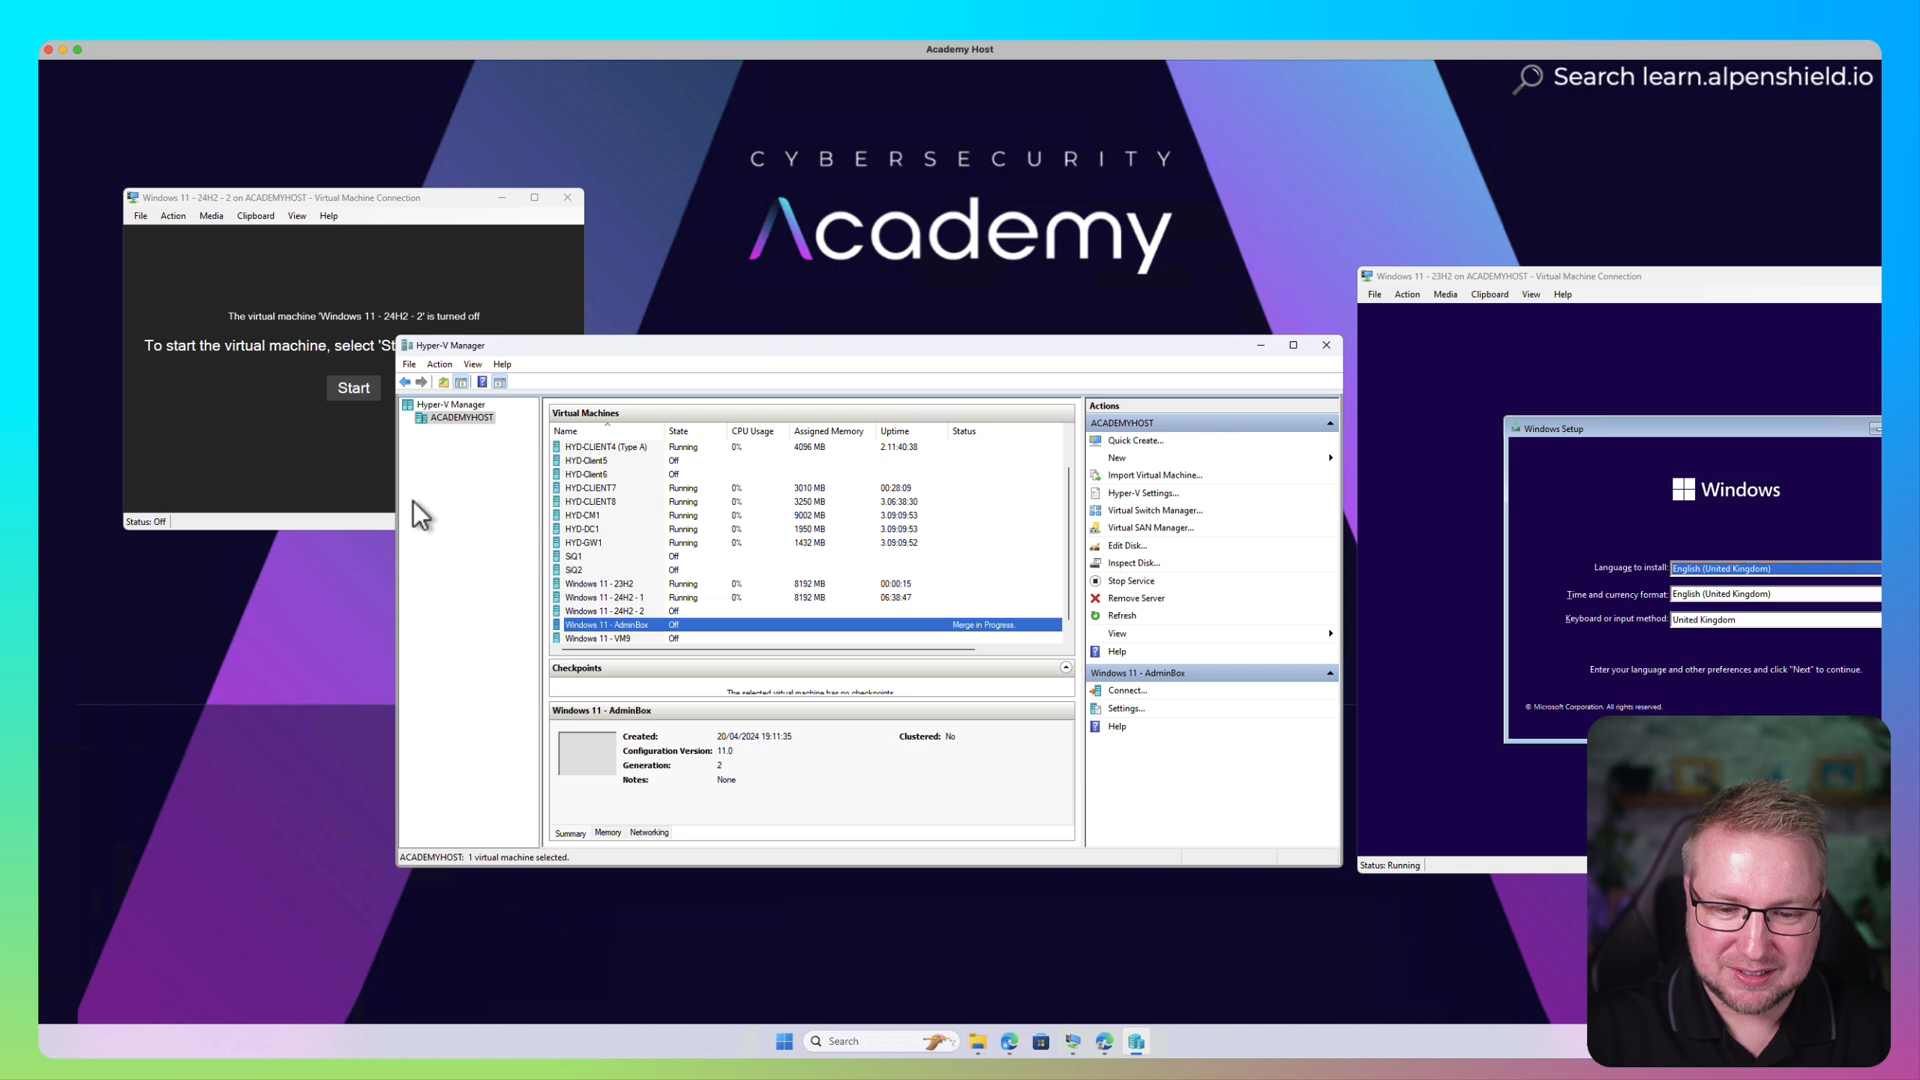 Academy Host
Search learn.alpenshield.io
CYBERSECURITY
Academy
Windows 11 - 24H2 - 2 on ACADEMYHOST - Virtual Machine Connection
File Action Media Clipboard View Help
The virtual machine 'Windows 11 - 24H2 - 2' is turned off
To start the virtual machine, select 'St
Start
Status: Off
Hyper-V Manager
File Action View Help
Hyper-V Manager
ACADEMYHOST
Virtual Machines
Name State CPU Usage Assigned Memory Uptime Status
HYD-CLIENT4 (Type A) Running 0% 4096 MB 2.11:40:38
HYD-Client5 Off
HYD-Client6 Off
HYD-CLIENT7 Running 0% 3010 MB 00:28:09
HYD-CLIENT8 Running 0% 3250 MB 3.06:38:30
HYD-CM1 Running 0% 9002 MB 3.09:09:53
HYD-DC1 Running 0% 1950 MB 3.09:09:53
HYD-GW1 Running 0% 1432 MB 3.09:09:52
SiQ1 Off
SiQ2 Off
Windows 11 - 23H2 Running 0% 8192 MB 00:00:15
Windows 11 - 24H2 - 1 Running 0% 8192 MB 06:38:47
Windows 11 - 24H2 - 2 Off
Windows 11 - AdminBox Off Merge in Progress.
Windows 11 - VM9 Off
Checkpoints
The selected virtual machine has no checkpoints
Windows 11 - AdminBox
Created: 20/04/2024 19:11:35 Clustered: No
Configuration Version: 11.0
Generation: 2
Notes: None
Summary Memory Networking
ACADEMYHOST: 1 virtual machine selected.
Actions
ACADEMYHOST
Quick Create...
New
Import Virtual Machine...
Hyper-V Settings...
Virtual Switch Manager...
Virtual SAN Manager...
Edit Disk...
Inspect Disk...
Stop Service
Remove Server
Refresh
View
Help
Windows 11 - AdminBox
Connect...
Settings...
Help
Windows 11 - 23H2 on ACADEMYHOST - Virtual Machine Connection
File Action Media Clipboard View Help
Windows Setup
Windows
Language to install: English (United Kingdom)
Time and currency format: English (United Kingdom)
Keyboard or input method: United Kingdom
Enter your language and other preferences and click "Next" to continue.
© Microsoft Corporation. All rights reserved.
Status: Running
Search